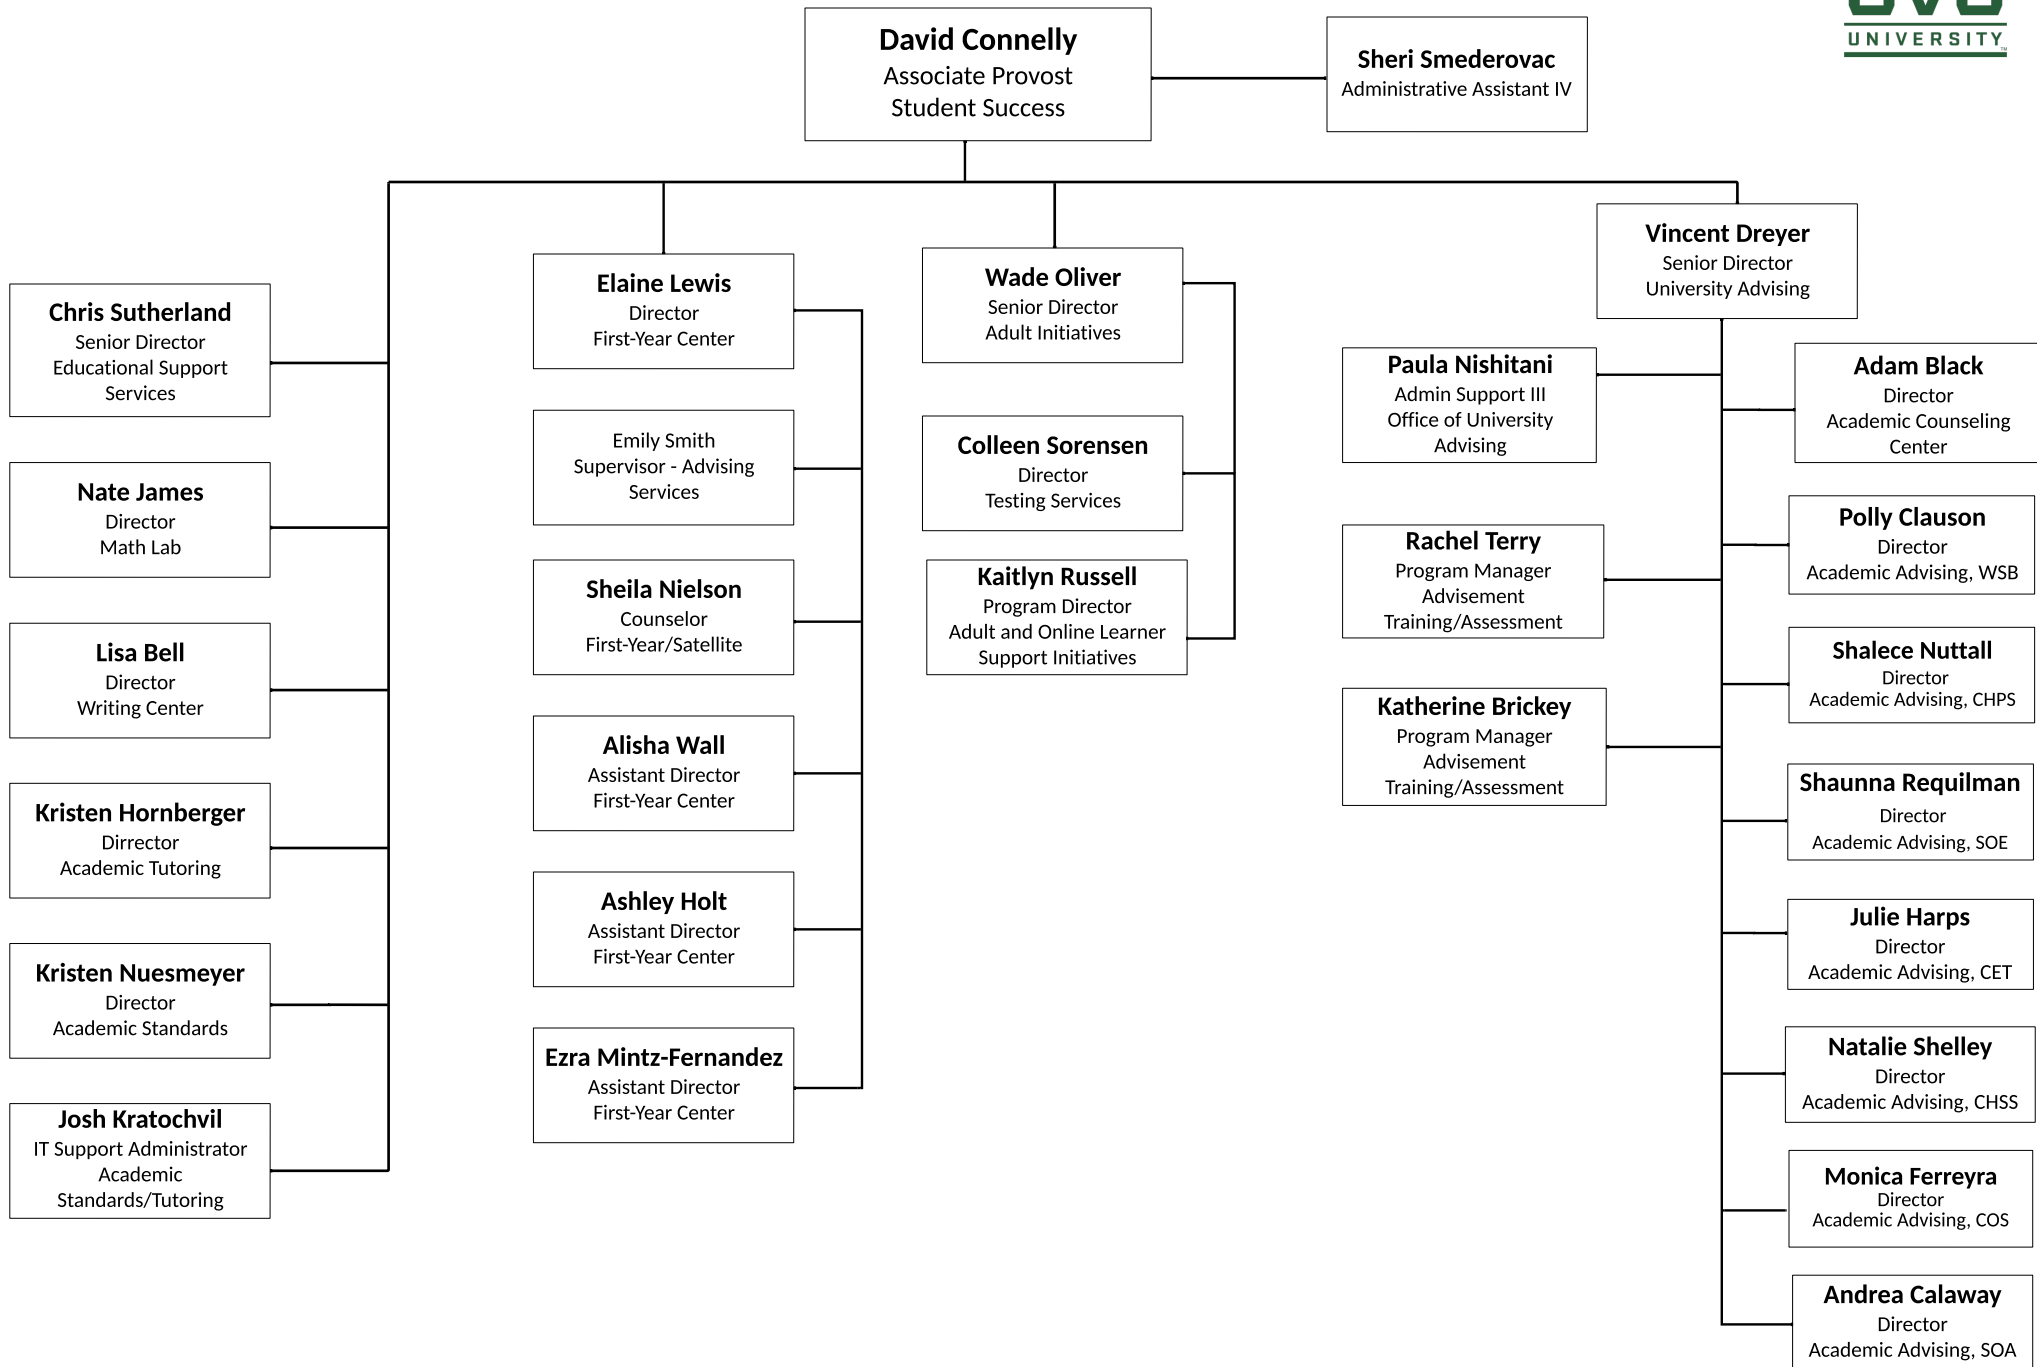 David Connelly
Associate Provost
Student Success
Sheri Smederovac
Administrative Assistant IV
UNIVERSITY
TM
Chris Sutherland
Senior Director
Educational Support
Services
Nate James
Director
Math Lab
Lisa Bell
Director
Writing Center
Kristen Hornberger
Dirrector
Academic Tutoring
Kristen Nuesmeyer
Director
Academic Standards
Josh Kratochvil
IT Support Administrator
Academic
Standards/Tutoring
Elaine Lewis
Director
First-Year Center
Emily Smith
Supervisor - Advising
Services
Sheila Nielson
Counselor
First-Year/Satellite
Alisha Wall
Assistant Director
First-Year Center
Ashley Holt
Assistant Director
First-Year Center
Ezra Mintz-Fernandez
Assistant Director
First-Year Center
Wade Oliver
Senior Director
Adult Initiatives
Colleen Sorensen
Director
Testing Services
Kaitlyn Russell
Program Director
Adult and Online Learner
Support Initiatives
Vincent Dreyer
Senior Director
University Advising
Paula Nishitani
Admin Support III
Office of University
Advising
Rachel Terry
Program Manager
Advisement
Training/Assessment
Katherine Brickey
Program Manager
Advisement
Training/Assessment
Adam Black
Director
Academic Counseling
Center
Polly Clauson
Director
Academic Advising, WSB
Shalece Nuttall
Director
Academic Advising, CHPS
Shaunna Requilman
Director
Academic Advising, SOE
Julie Harps
Director
Academic Advising, CET
Natalie Shelley
Director
Academic Advising, CHSS
Monica Ferreyra
Director
Academic Advising, COS
Andrea Calaway
Director
Academic Advising, SOA